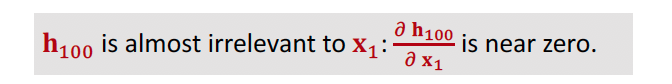 h₁₀₀ is almost irrelevant to x₁: ∂ h₁₀₀ / ∂ x₁ is near zero.